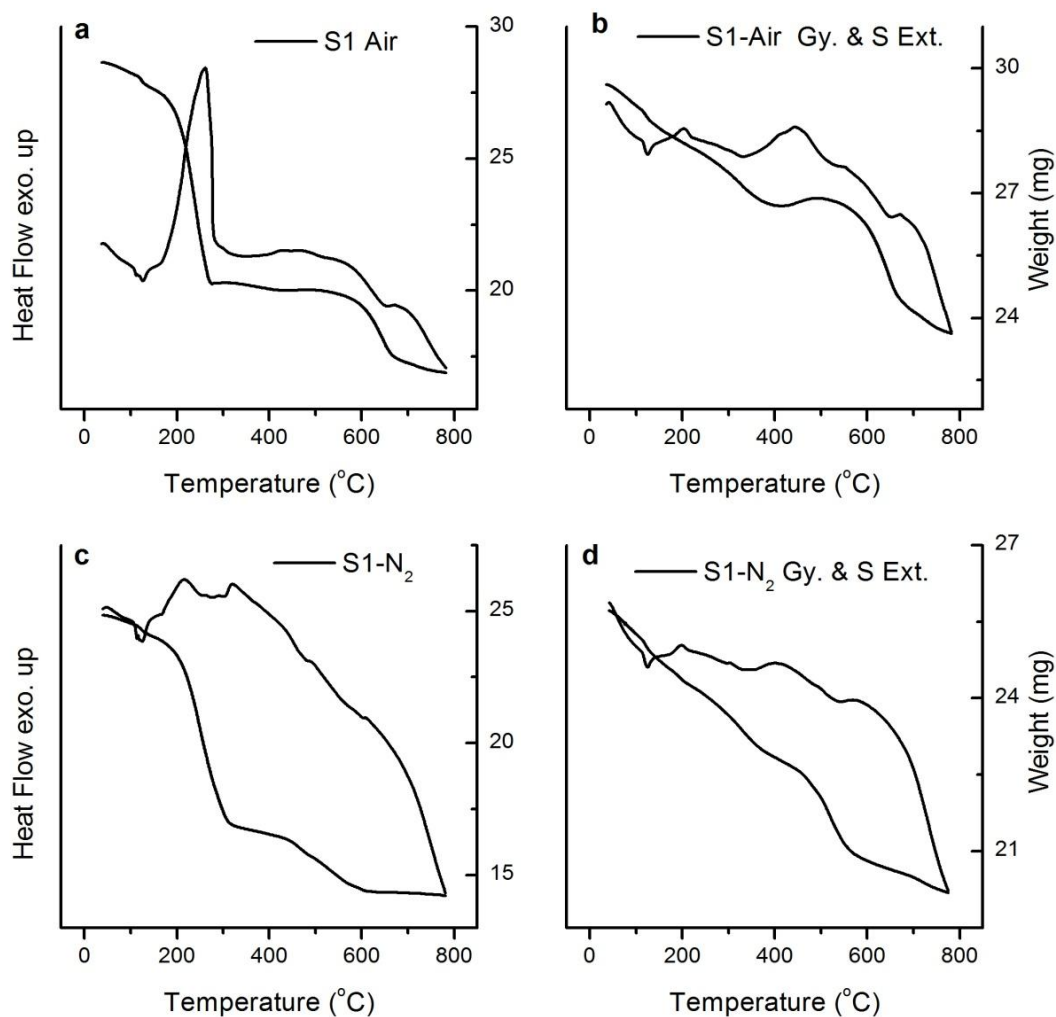 a
S1 Air
30
25
20
Heat Flow exo. up
0
200
400
600
800
Temperature (°C)
b
S1-Air Gy. & S Ext.
30
27
24
Weight (mg)
0
200
400
600
800
Temperature (°C)
c
S1-N₂
25
20
15
Heat Flow exo. up
0
200
400
600
800
Temperature (°C)
d
S1-N₂ Gy. & S Ext.
27
24
21
Weight (mg)
0
200
400
600
800
Temperature (°C)